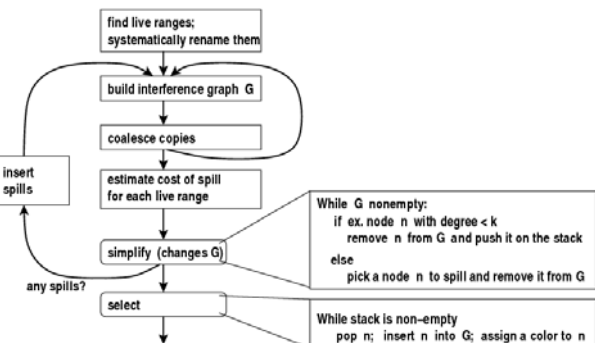 find live ranges;
systematically rename them
build interference graph G
coalesce copies
insert
spills
estimate cost of spill
for each live range
While G nonempty:
if ex. node n with degree < k
remove n from G and push it on the stack
else
pick a node n to spill and remove it from G
simplify (changes G)
any spills?
select
While stack is non-empty
pop n; insert n into G; assign a color to n